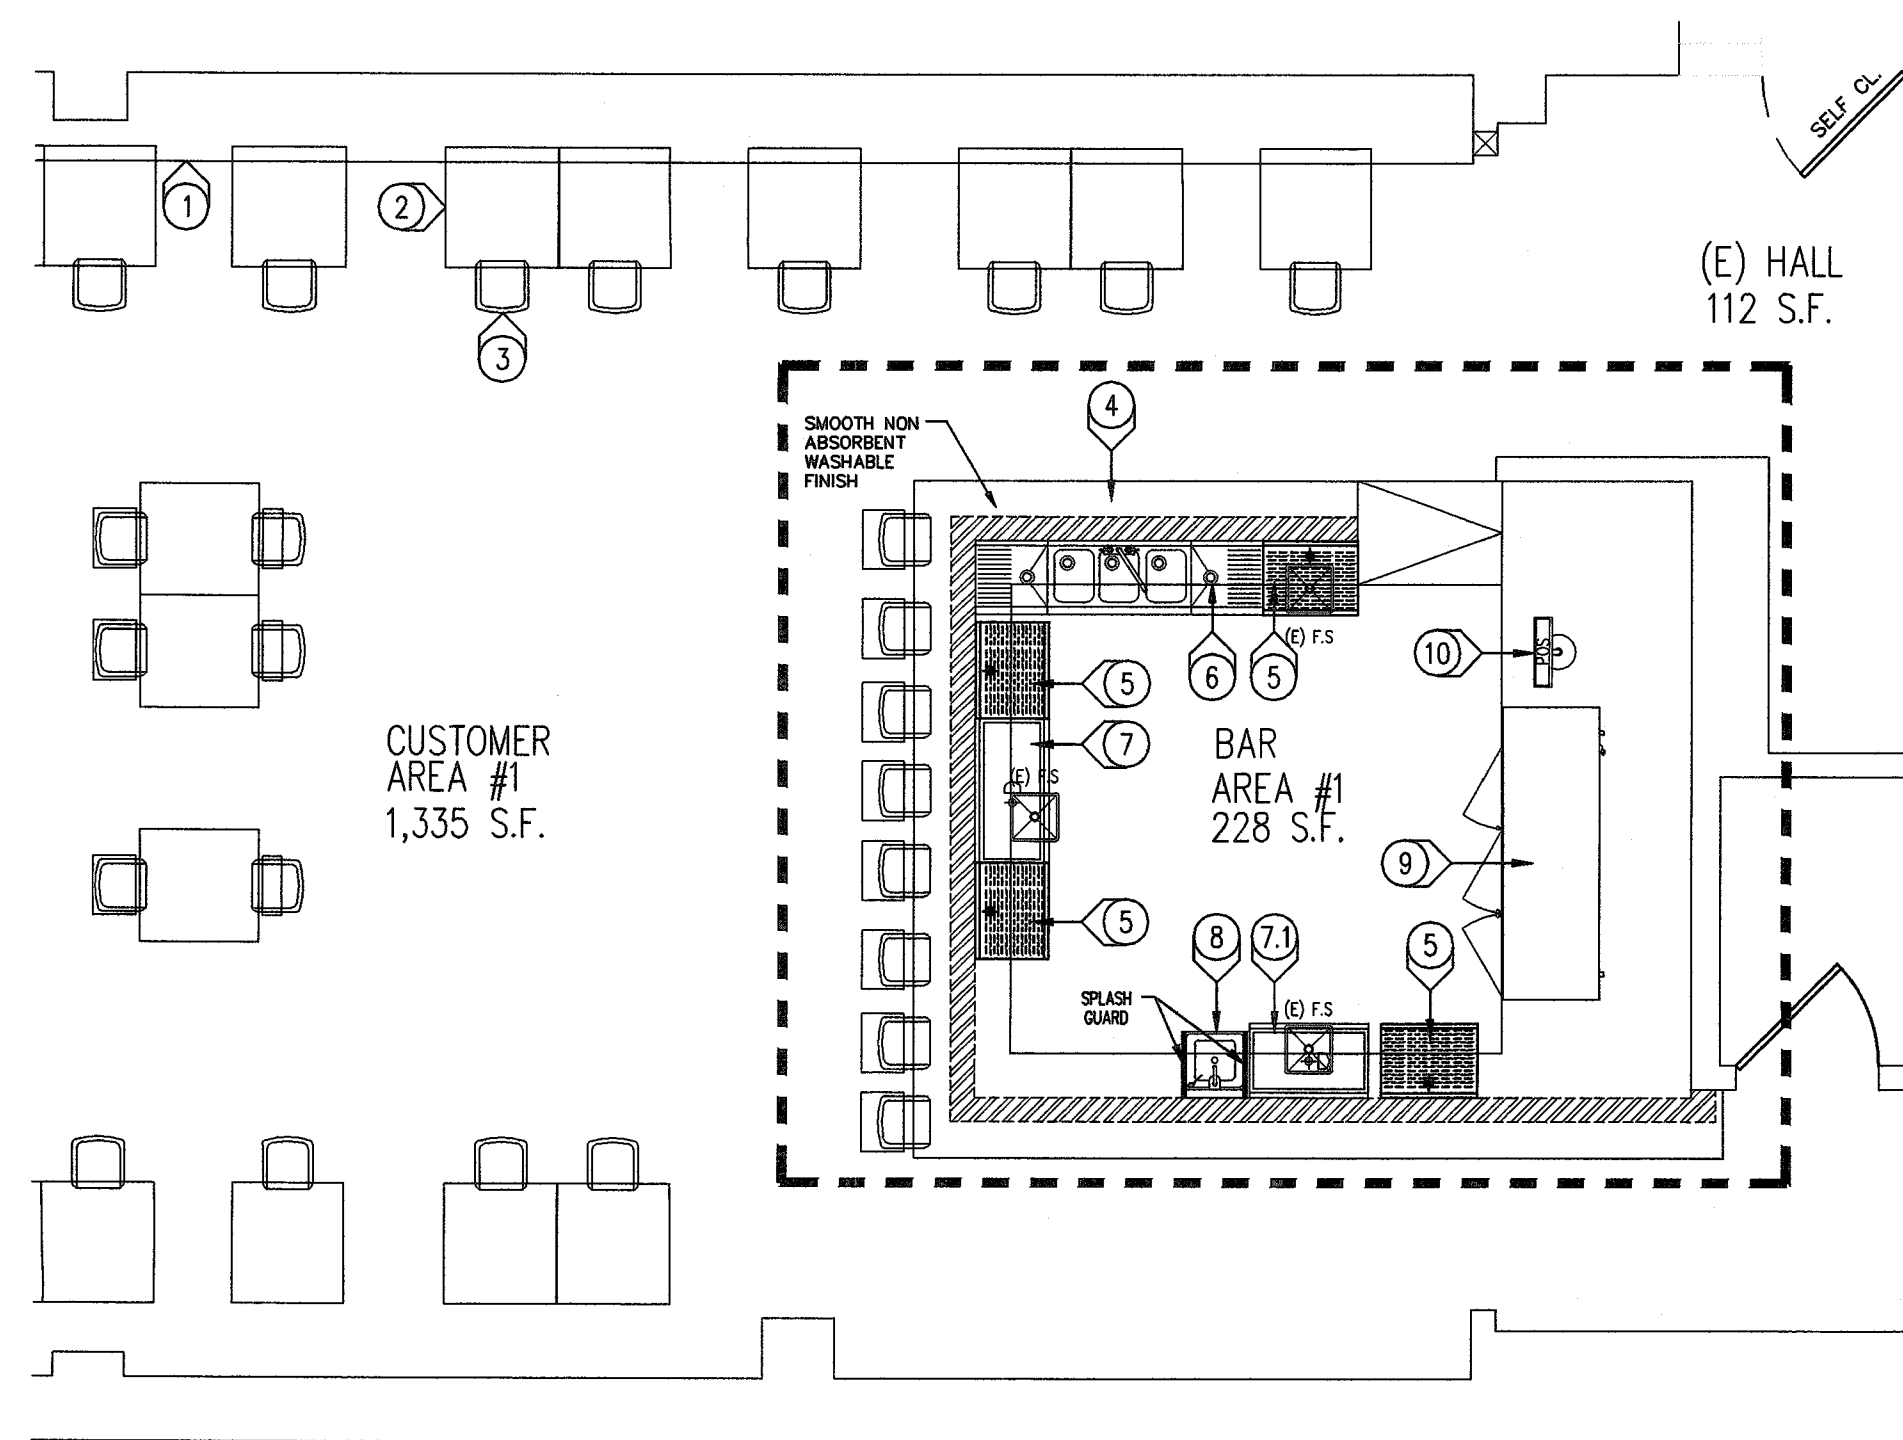 SELF CL.
1
2
3
(E) HALL
112 S.F.
4
SMOOTH NON
ABSORBENT
WASHABLE
FINISH
(E) F.S
6
5
10
POS
5
7
(E) F.S
CUSTOMER
AREA #1
1,335 S.F.
BAR
AREA #1
228 S.F.
9
5
8
7.1
5
SPLASH
GUARD
(E) F.S